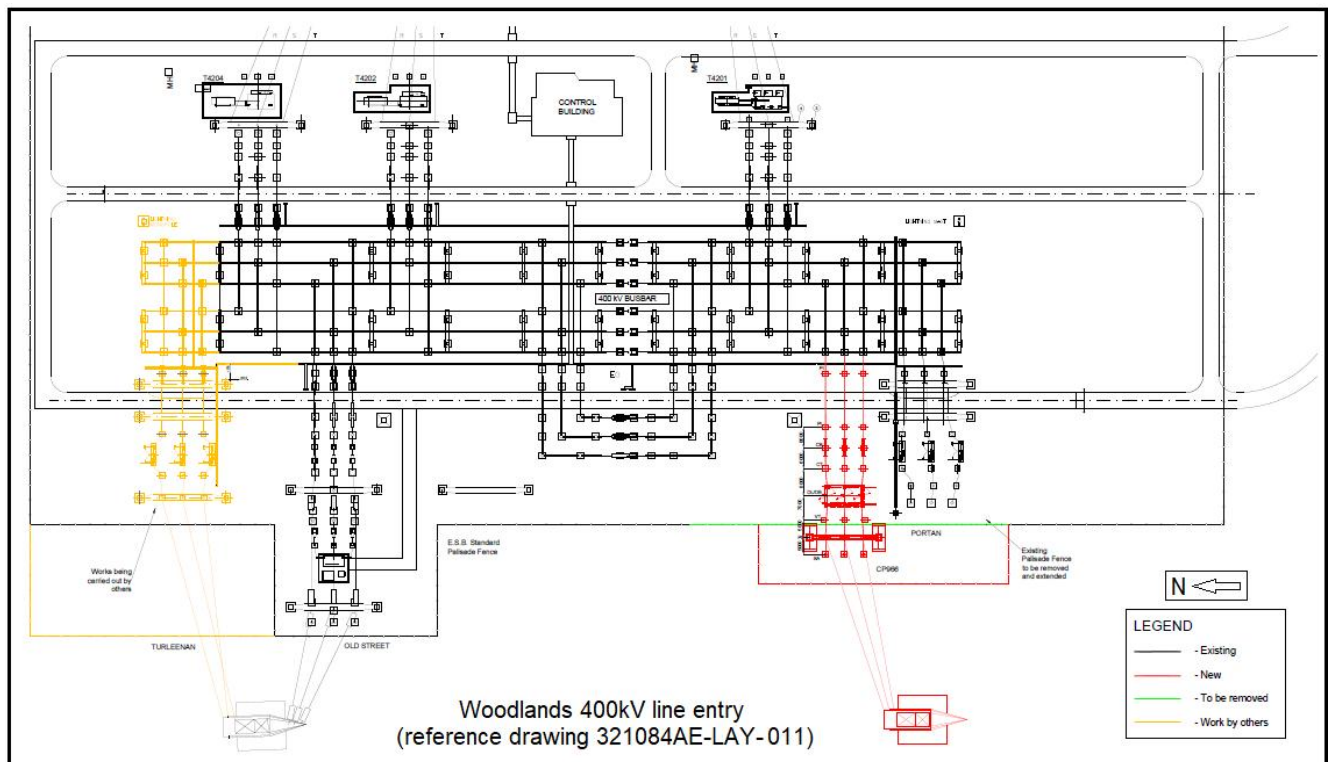 R S T
R S T
R S T
MH
T4204
T4202
MH
T4201
CONTROL
BUILDING
400 kV BUSBAR
E.S.B. Standard
Palisade Fence
Works being
carried out by
others
PORTAN
Existing
Palisade Fence
to be removed
and extended
CP966
N
TURLEENAN
OLD STREET
LEGEND
- Existing
- New
- To be removed
- Work by others
Woodlands 400kV line entry
(reference drawing 321084AE-LAY-011)